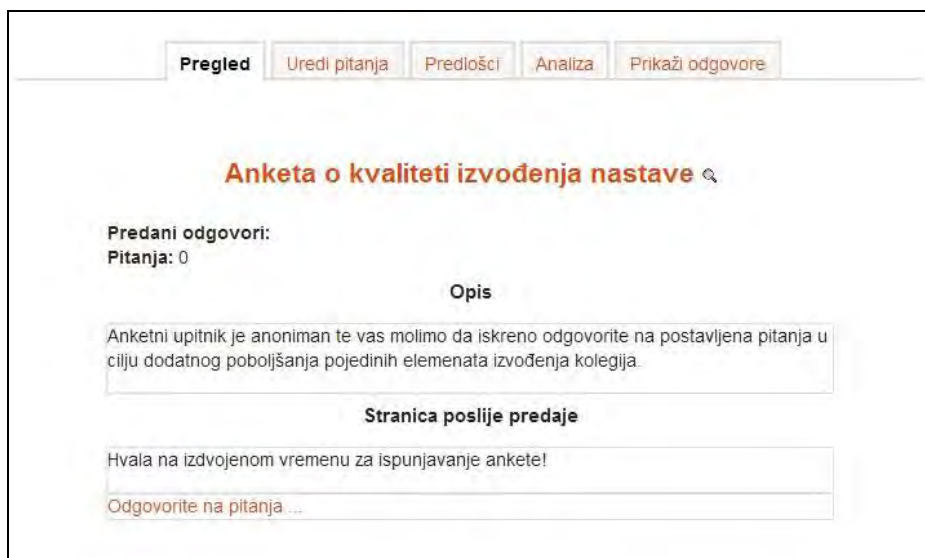 Pregled Uredi pitanja Predlošci Analiza Prikaži odgovore
Anketa o kvaliteti izvođenja nastave
Predani odgovori:
Pitanja: 0
Opis
Anketni upitnik je anoniman te vas molimo da iskreno odgovorite na postavljena pitanja u
cilju dodatnog poboljšanja pojedinih elemenata izvođenja kolegija.
Stranica poslije predaje
Hvala na izdvojenom vremenu za ispunjavanje ankete!
Odgovorite na pitanja ...